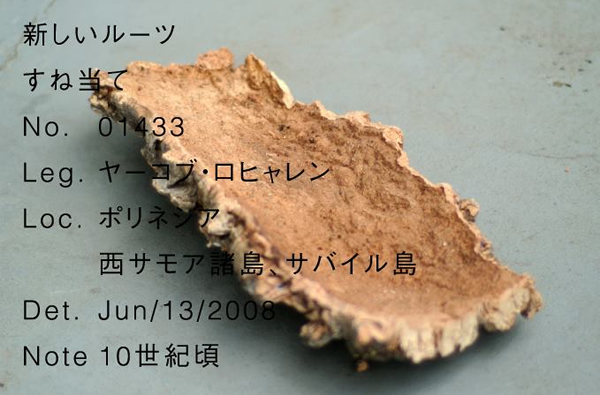 新しいルーツ
すね当て
No. 01433
Leg. ヤーコブ・ロヒャレン
Loc. ポリネシア
西サモア諸島、サバイル島
Det. Jun/13/2008
Note 10世紀頃